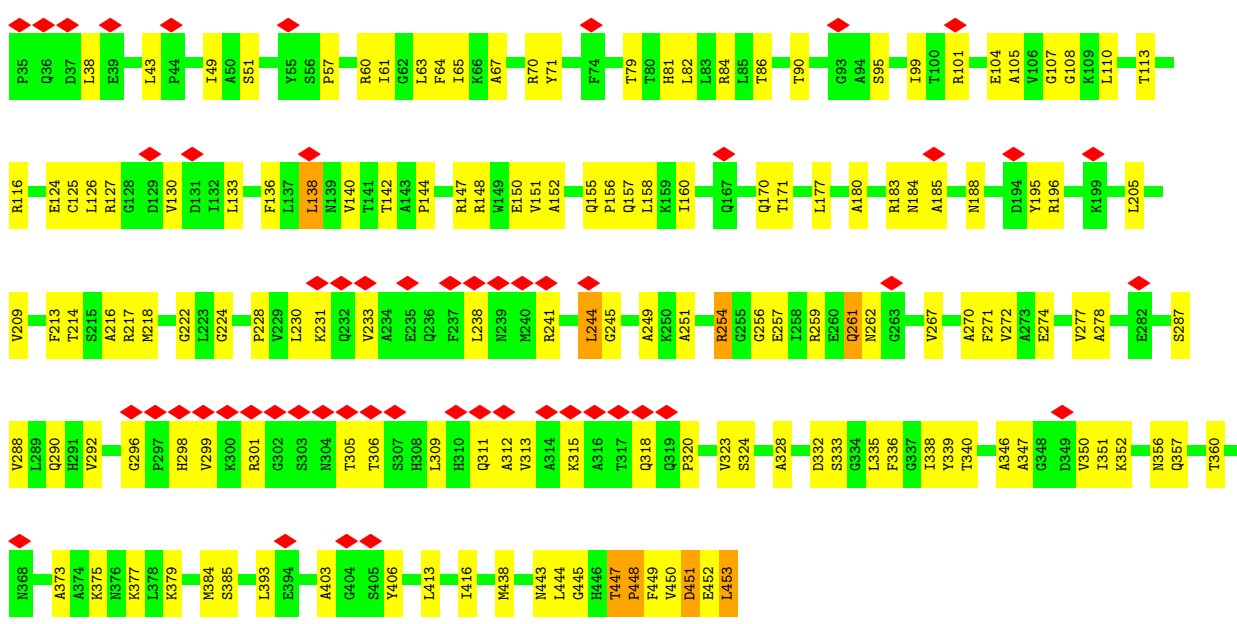 P35 Q36 D37 L38 E39 L43 P44 I49 A50 S51 Y55 S56 P57 R60 I61 G62 L63 F64 I65 K66 A67 R70 Y71 F74 T79 T80 H81 L82 L83 R84 L85 T86 T90 G93 A94 S95 I99 T100 R101 E104 A105 V106 G107 G108 K109 L110 T113
R116 E124 C125 L126 R127 G128 D129 V130 D131 I132 L133 F136 L137 L138 N139 V140 T141 T142 A143 P144 R147 R148 W149 E150 V151 A152 Q155 P156 Q157 L158 K159 I160 Q167 Q170 T171 L177 A180 R183 N184 A185 N188 D194 Y195 R196 K199 L205
V209 F213 T214 S215 A216 R217 M218 G222 L223 G224 P228 V229 L230 K231 Q232 V233 A234 E235 Q236 F237 L238 N239 M240 R241 L244 G245 A249 K250 A251 R254 G255 G256 E257 I258 R259 E260 Q261 N262 G263 V267 A270 F271 V272 A273 E274 V277 A278 E282 S287
V288 L289 Q290 H291 V292 G296 P297 H298 V299 K300 R301 G302 S303 N304 T305 T306 S307 H308 L309 H310 Q311 A312 V313 A314 K315 A316 T317 Q318 Q319 P320 V323 S324 A328 D332 S333 G334 L335 F336 G337 I338 Y339 T340 A346 A347 G348 D349 V350 I351 K352 N356 Q357 T360
N368 A373 A374 K375 N376 K377 L378 K379 M384 S385 L393 E394 A403 G404 S405 Y406 L413 I416 M438 N443 L444 G445 H446 T447 P448 F449 V450 D451 E452 L453